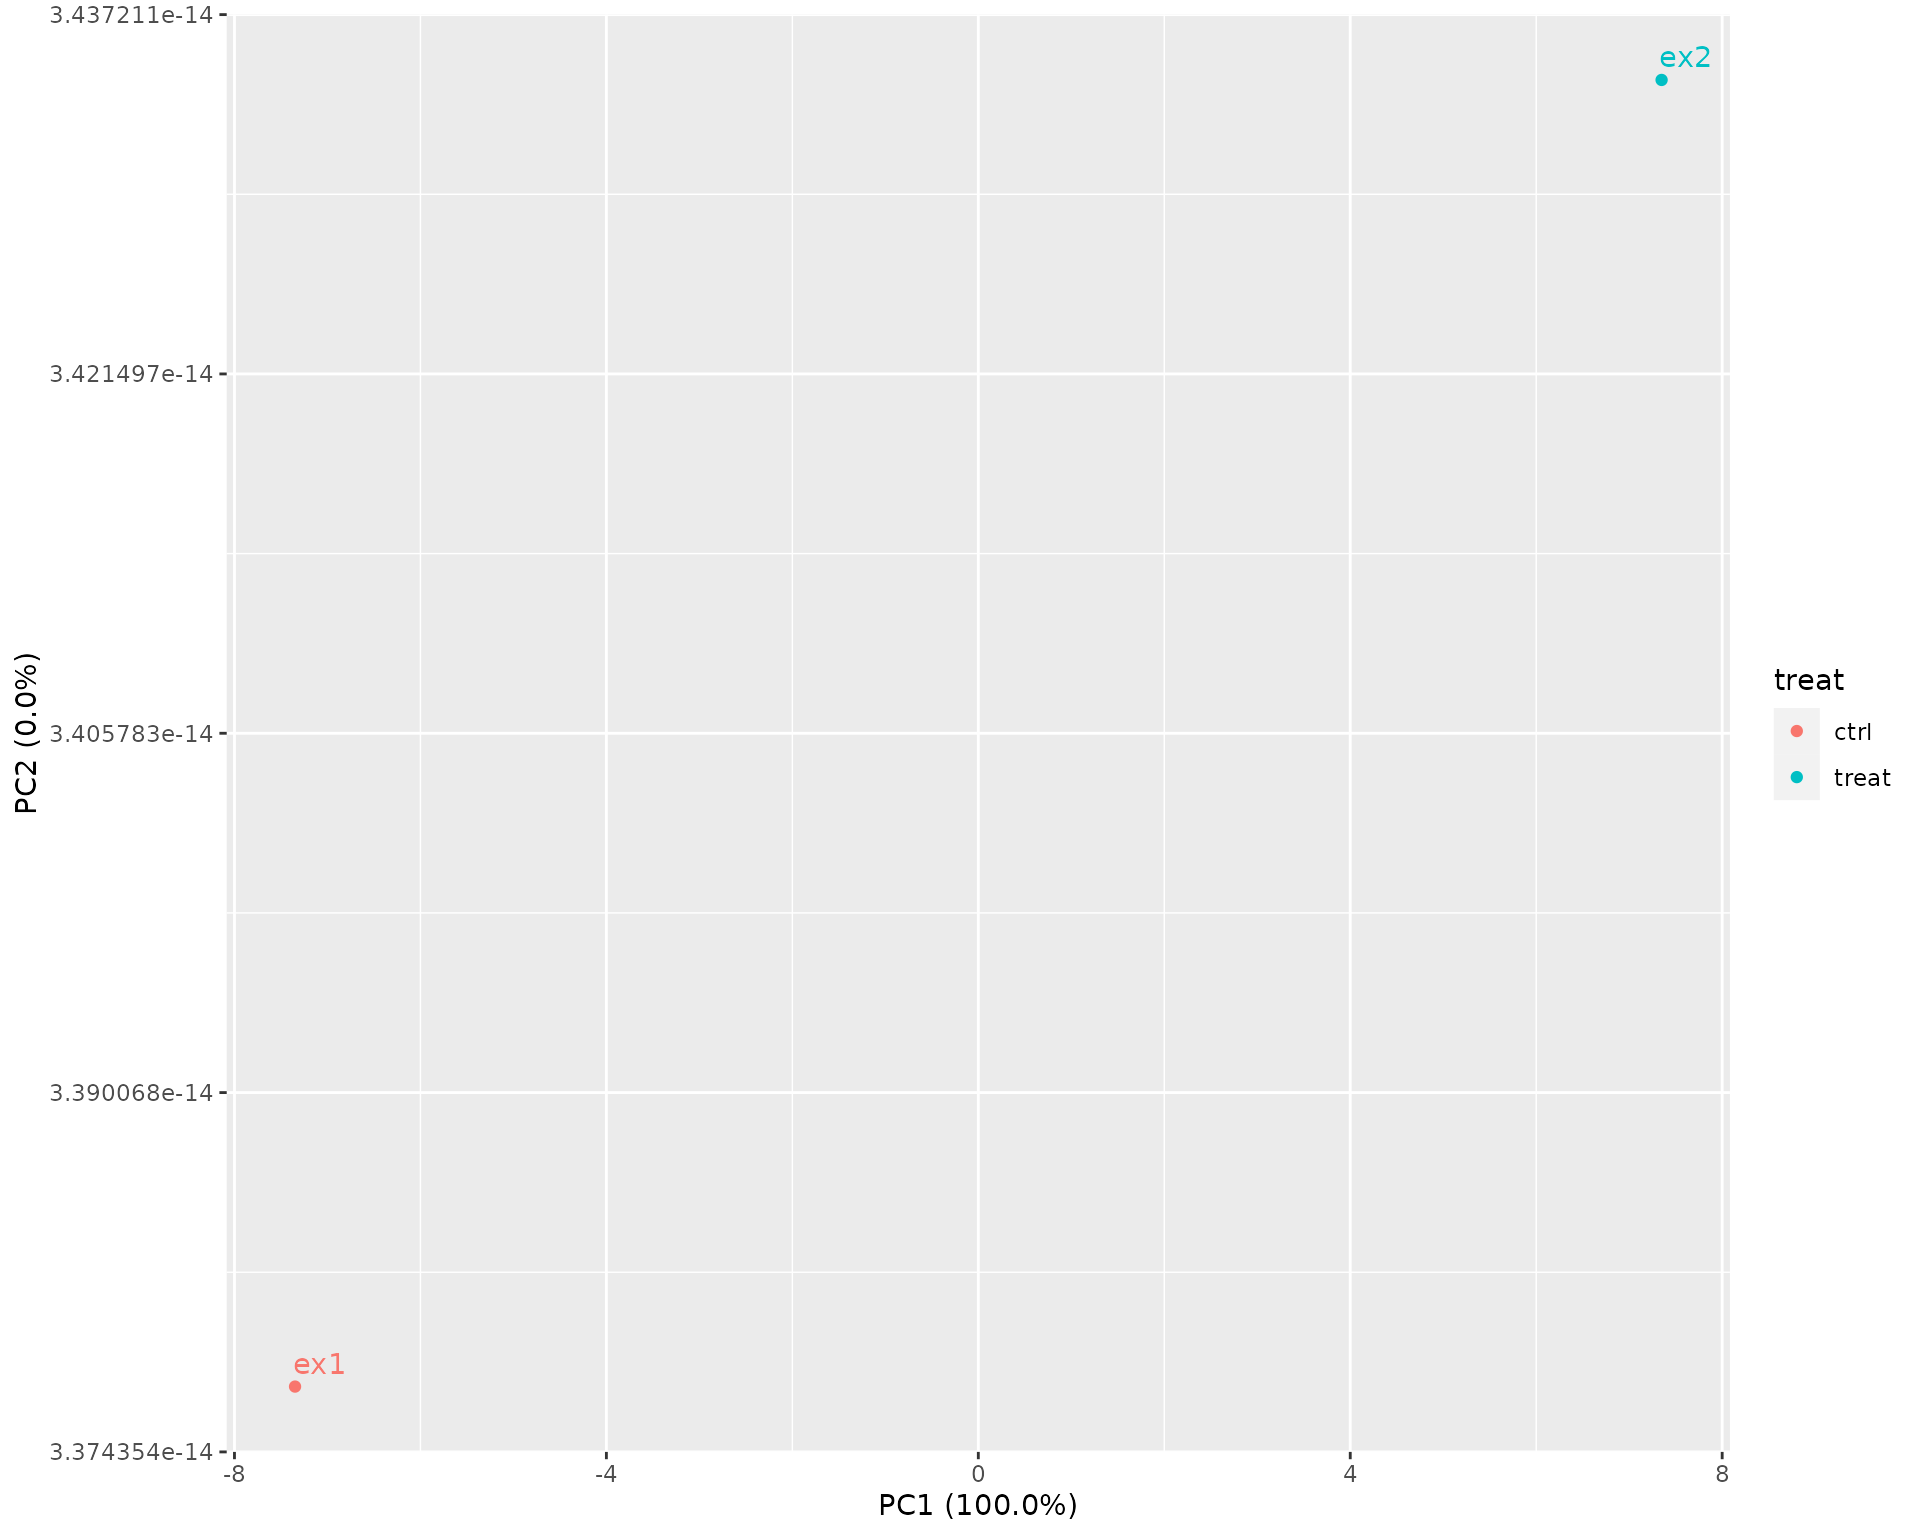 3.437211e-14
ex2
3.421497e-14
3.405783e-14
PC2 (0.0%)
3.390068e-14
ex1
3.374354e-14
-8
-4
0
4
8
PC1 (100.0%)
treat
ctrl
treat